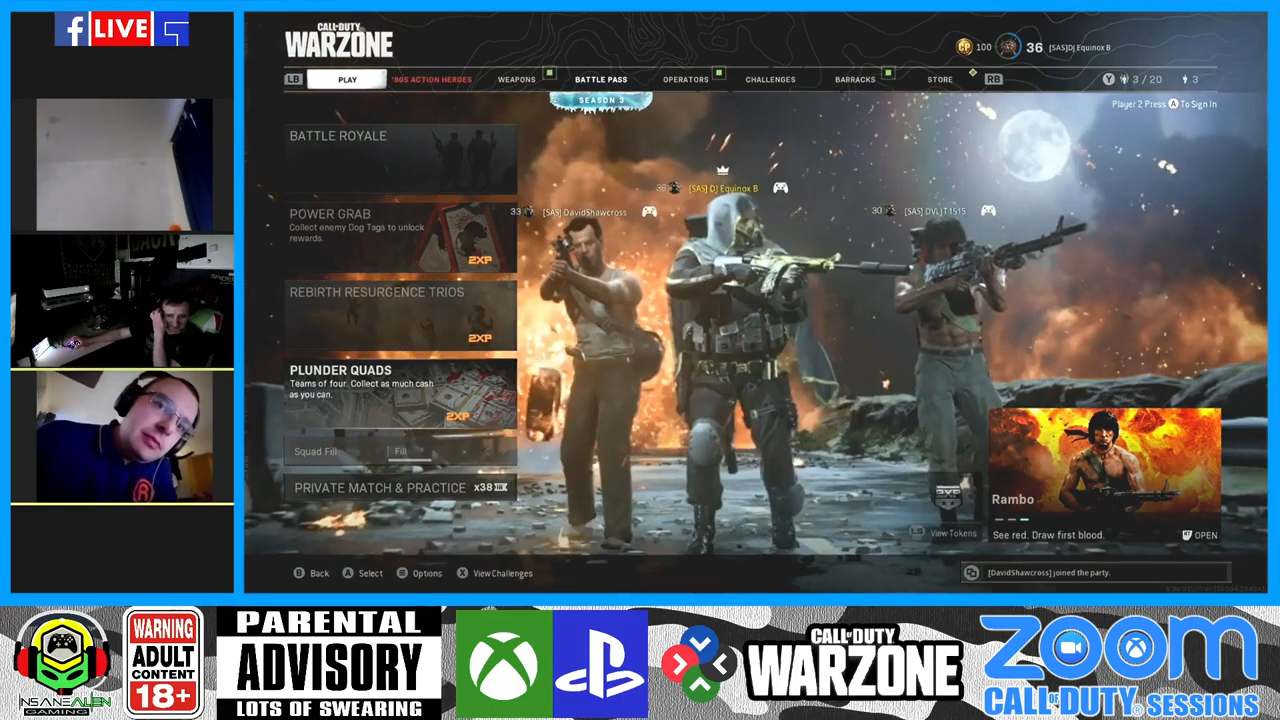 f LIVE
CALL OF DUTY
WARZONE
CP 100 36 [SAS]DJ Equinox B
LB PLAY '80S ACTION HEROES WEAPONS BATTLE PASS OPERATORS CHALLENGES BARRACKS STORE RB Y 3 / 20 3
SEASON 3
Player 2 Press A To Sign In
BATTLE ROYALE
POWER GRAB
Collect enemy Dog Tags to unlock
rewards.
2XP
REBIRTH RESURGENCE TRIOS
2XP
PLUNDER QUADS
Teams of four. Collect as much cash
as you can.
2XP
Squad Fill Fill
PRIVATE MATCH & PRACTICE x38
36 [SAS] DJ Equinox B
33 [SAS] DavidShawcross
30 [SAS] DVLJT1515
2XP
LS View Tokens
Rambo
See red. Draw first blood.
RT OPEN
B Back A Select Options X View Challenges
[DavidShawcross] joined the party.
INSANEALIEN
GAMING
WARNING
ADULT
CONTENT
18+
PARENTAL
ADVISORY
LOTS OF SWEARING
CALL OF DUTY
WARZONE
ZOOM
CALL OF DUTY® SESSIONS